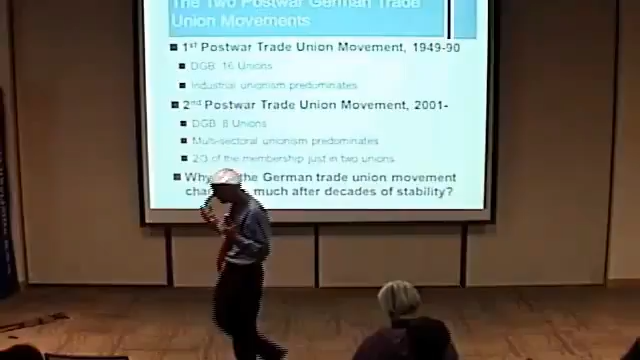 The Two Postwar German Trade
Union Movements
1st Postwar Trade Union Movement, 1949-90
DGB: 16 Unions
Industrial unionism predominates
2nd Postwar Trade Union Movement, 2001-
DGB: 8 Unions
Multi-sectoral unionism predominates
2/3 of the membership just in two unions
Why the German trade union movement
much after decades of stability?